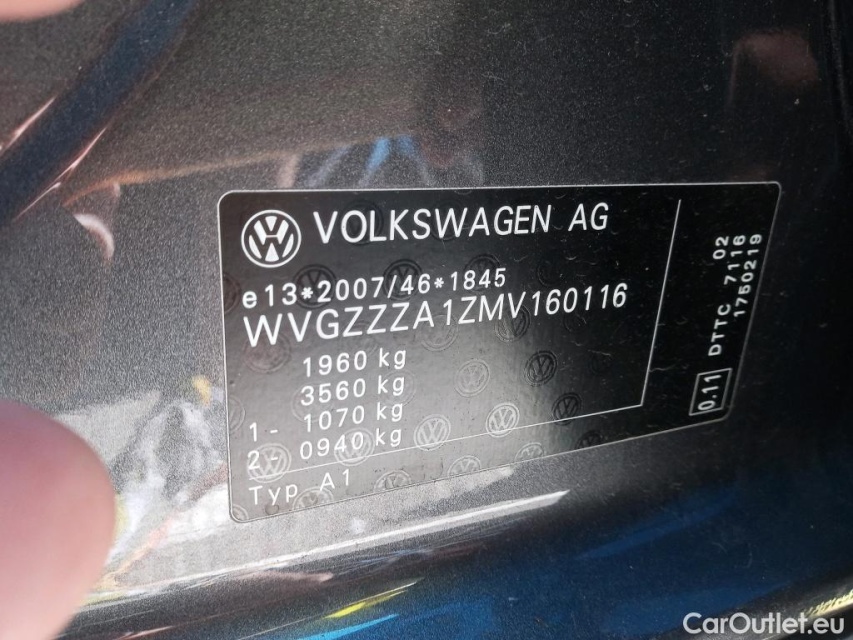 VOLKSWAGEN AG
e13*2007/46*1845
WVGZZZA1ZMV160116
1960 kg
3560 kg
1- 1070 kg
2- 0940 kg
Typ A1
0.11
DTTC 7116 02
1750219
CarOutlet.eu